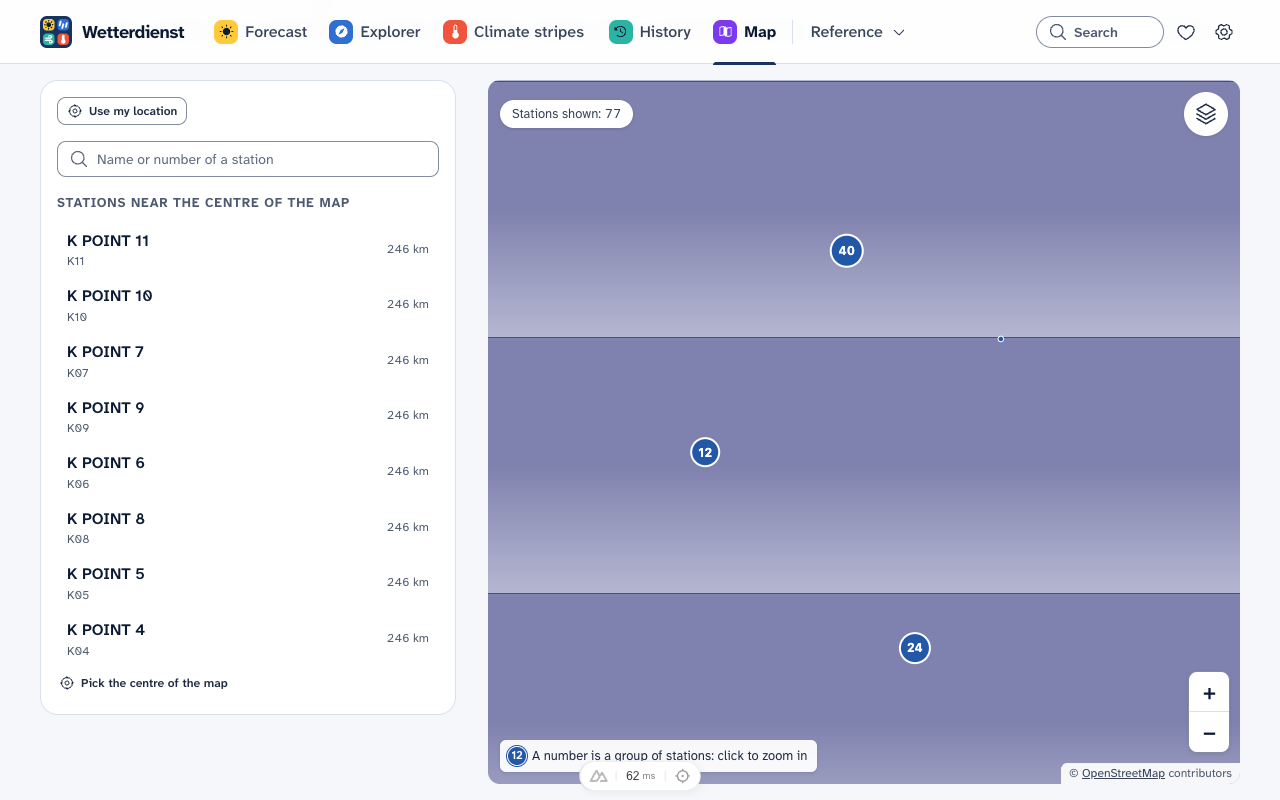 Wetterdienst
Forecast
Explorer
Climate stripes
History
Map
Reference
Search
Use my location
Name or number of a station
STATIONS NEAR THE CENTRE OF THE MAP
K POINT 11
K11
246 km
K POINT 10
K10
246 km
K POINT 7
K07
246 km
K POINT 9
K09
246 km
K POINT 6
K06
246 km
K POINT 8
K08
246 km
K POINT 5
K05
246 km
K POINT 4
K04
246 km
Pick the centre of the map
Stations shown: 77
40
12
24
+
−
12 A number is a group of stations: click to zoom in
62 ms
© OpenStreetMap contributors